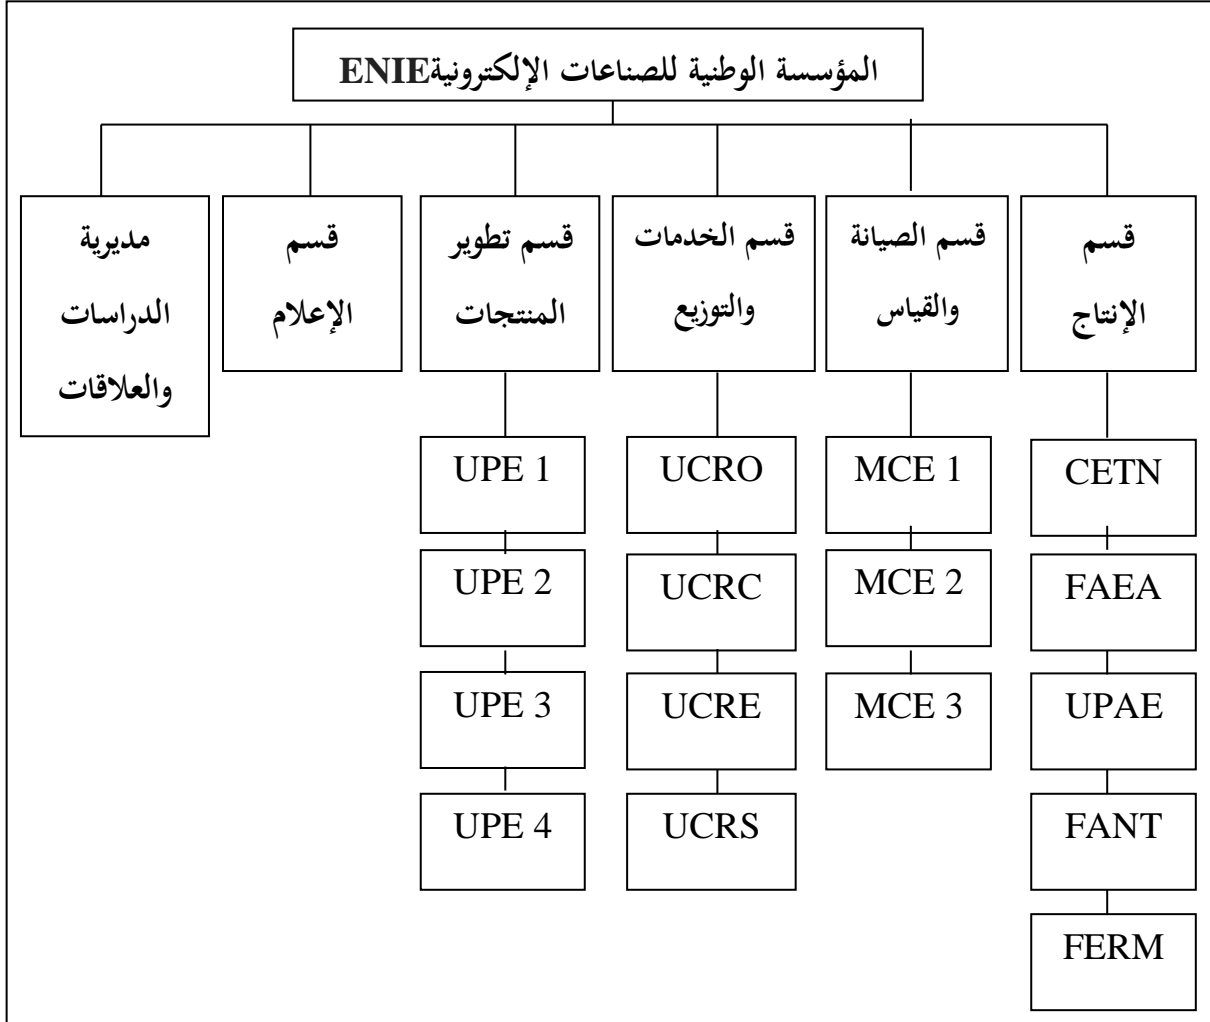 المؤسسة الوطنية للصناعات الإلكترونيةENIE
قسم
الإنتاج
قسم الصيانة
والقياس
قسم الخدمات
والتوزيع
قسم تطوير
المنتجات
قسم
الإعلام
مديرية
الدراسات
والعلاقات
CETN
FAEA
UPAE
FANT
FERM
MCE 1
MCE 2
MCE 3
UCRO
UCRC
UCRE
UCRS
UPE 1
UPE 2
UPE 3
UPE 4